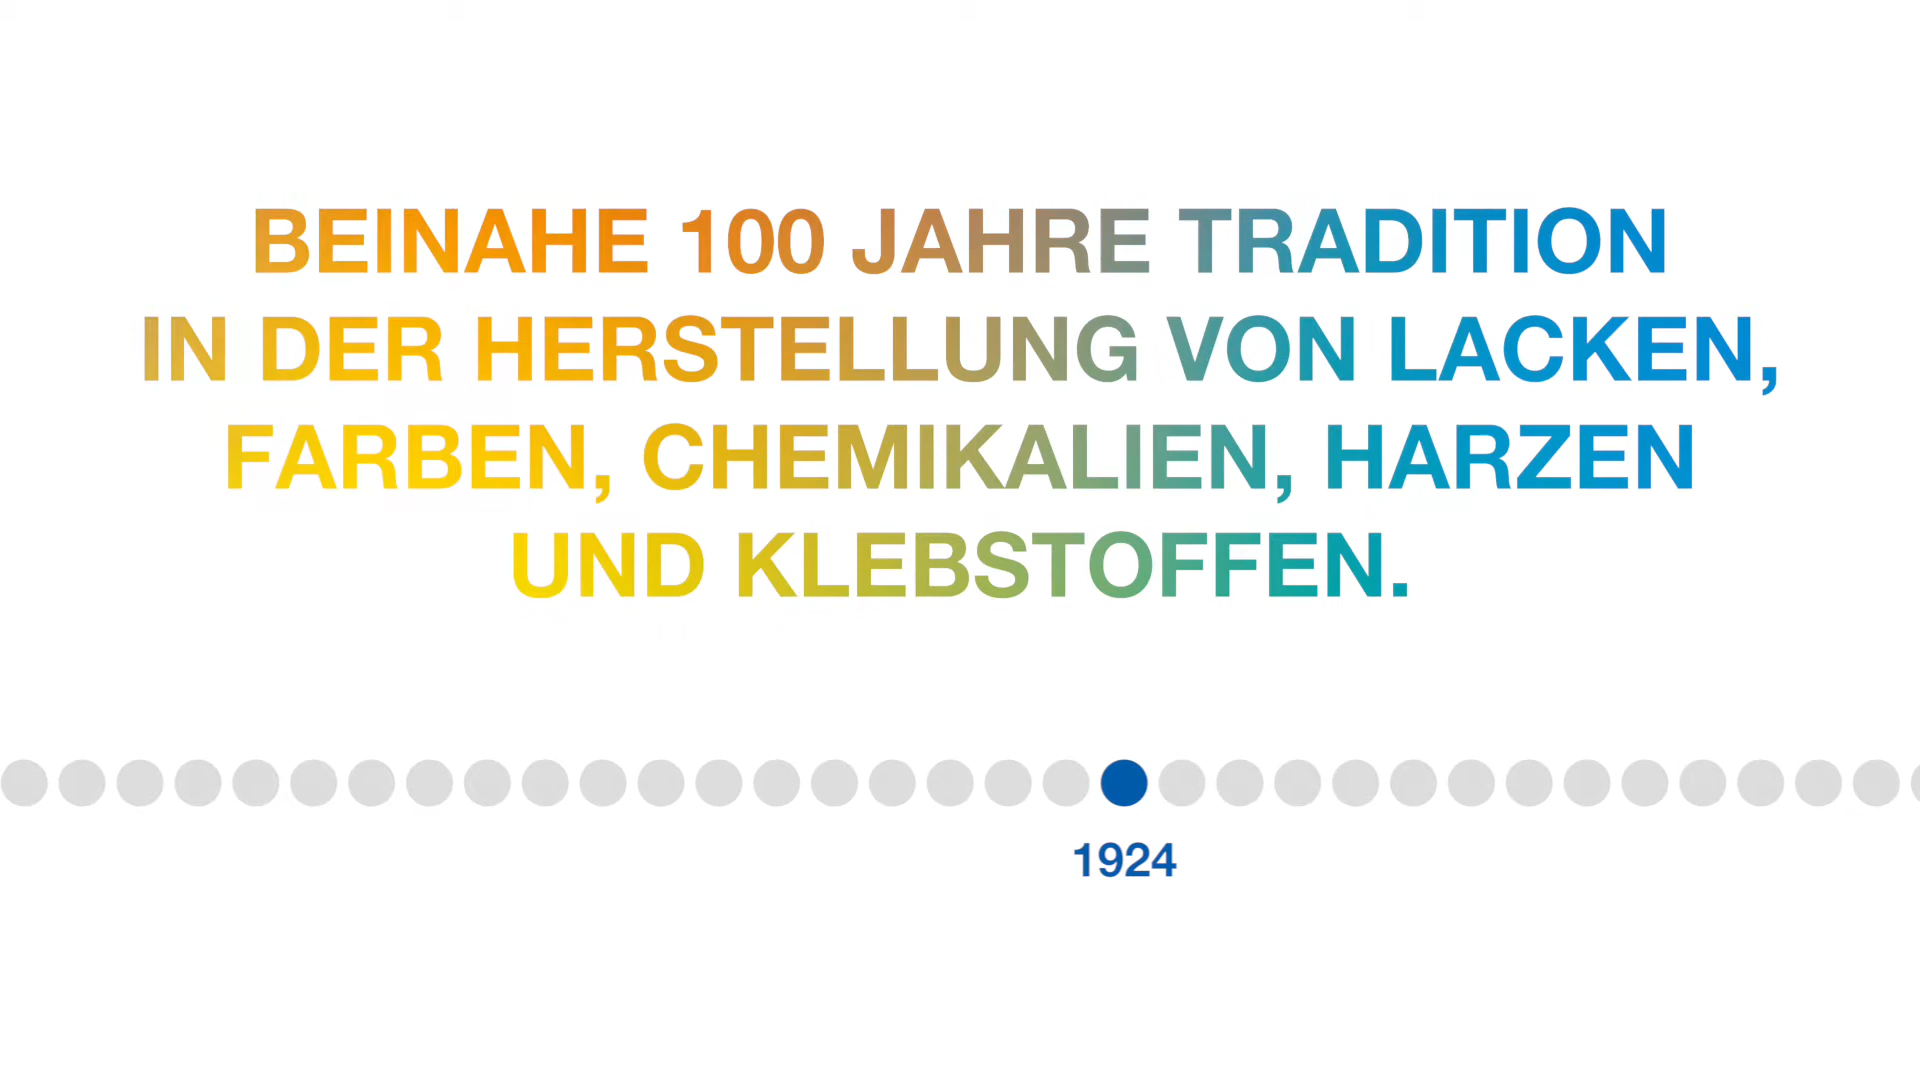 BEINAHE 100 JAHRE TRADITION
IN DER HERSTELLUNG VON LACKEN,
FARBEN, CHEMIKALIEN, HARZEN
UND KLEBSTOFFEN.
1924